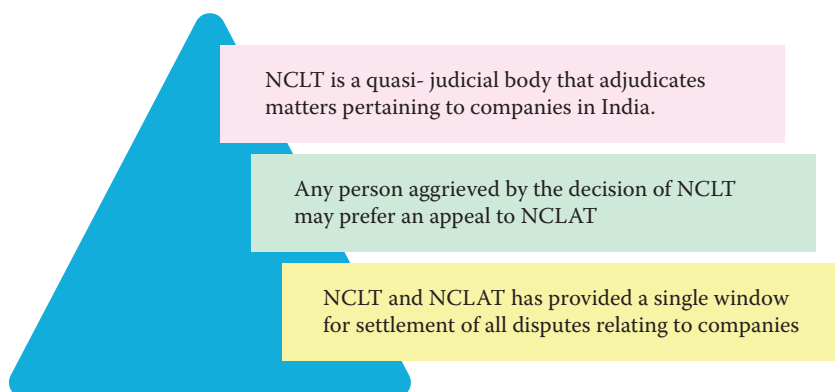 NCLT is a quasi- judicial body that adjudicates
matters pertaining to companies in India.
Any person aggrieved by the decision of NCLT
may prefer an appeal to NCLAT
NCLT and NCLAT has provided a single window
for settlement of all disputes relating to companies